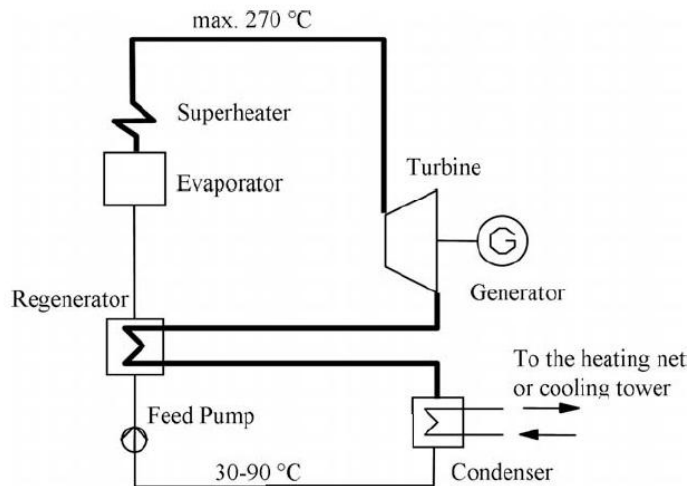 max. 270 °C
Superheater
Evaporator
Turbine
G
Generator
Regenerator
To the heating net
or cooling tower
Feed Pump
30-90 °C
Condenser